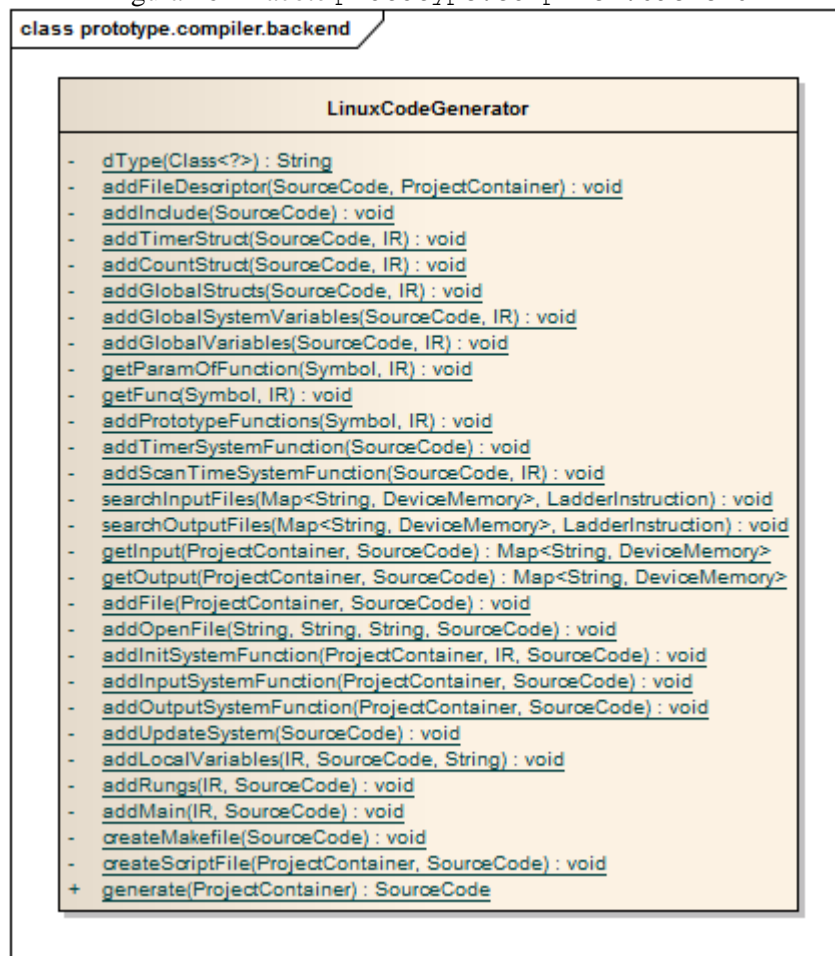 class prototype.compiler.backend
LinuxCodeGenerator
- dType(Class<?>) : String
- addFileDescriptor(SourceCode, ProjectContainer) : void
- addInclude(SourceCode) : void
- addTimerStruct(SourceCode, IR) : void
- addCountStruct(SourceCode, IR) : void
- addGlobalStructs(SourceCode, IR) : void
- addGlobalSystemVariables(SourceCode, IR) : void
- addGlobalVariables(SourceCode, IR) : void
- getParamOfFunction(Symbol, IR) : void
- getFunc(Symbol, IR) : void
- addPrototypeFunctions(Symbol, IR) : void
- addTimerSystemFunction(SourceCode) : void
- addScanTimeSystemFunction(SourceCode, IR) : void
- searchInputFiles(Map<String, DeviceMemory>, LadderInstruction) : void
- searchOutputFiles(Map<String, DeviceMemory>, LadderInstruction) : void
- getInput(ProjectContainer, SourceCode) : Map<String, DeviceMemory>
- getOutput(ProjectContainer, SourceCode) : Map<String, DeviceMemory>
- addFile(ProjectContainer, SourceCode) : void
- addOpenFile(String, String, String, SourceCode) : void
- addInitSystemFunction(ProjectContainer, IR, SourceCode) : void
- addInputSystemFunction(ProjectContainer, SourceCode) : void
- addOutputSystemFunction(ProjectContainer, SourceCode) : void
- addUpdateSystem(SourceCode) : void
- addLocalVariables(IR, SourceCode, String) : void
- addRungs(IR, SourceCode) : void
- addMain(IR, SourceCode) : void
- createMakefile(SourceCode) : void
- createScriptFile(ProjectContainer, SourceCode) : void
+ generate(ProjectContainer) : SourceCode